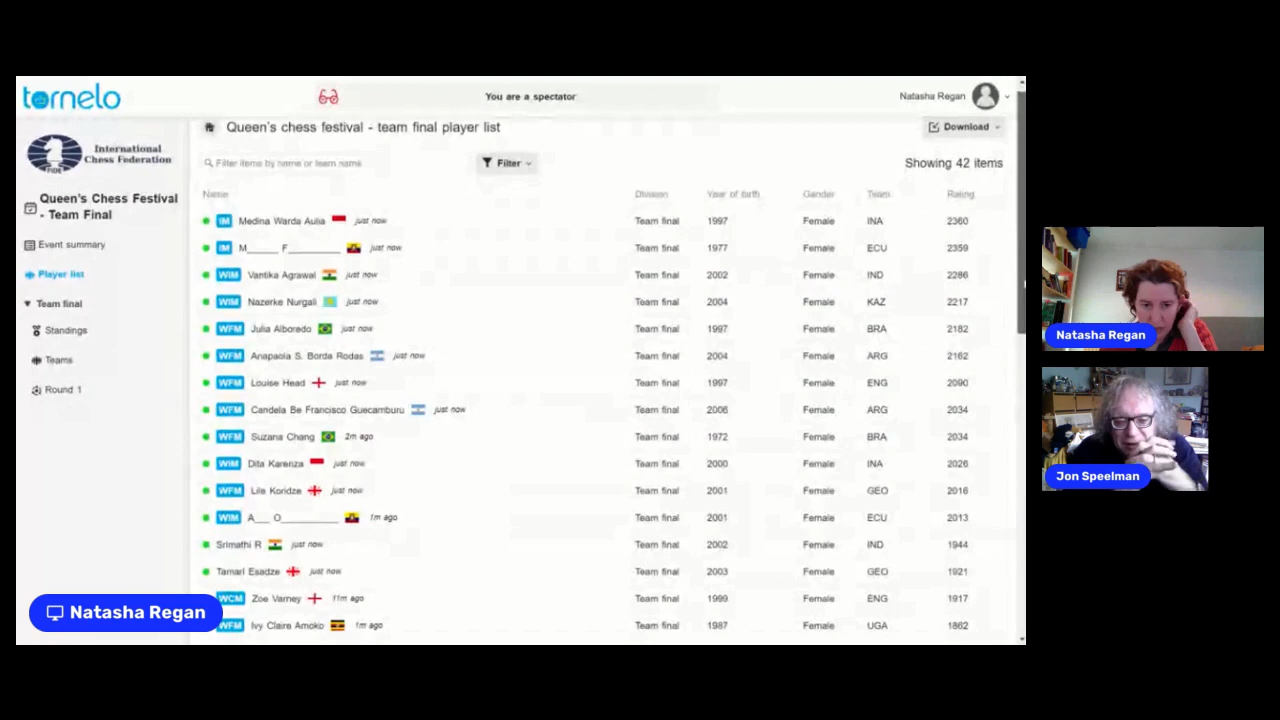 tornelo
You are a spectator
Natasha Regan
International Chess Federation
FIDE
Queen's chess festival - team final player list
Download
Filter items by name or team name
Filter
Showing 42 items
Queen's Chess Festival - Team Final
Event summary
Player list
Team final
Standings
Teams
Round 1
Name Division Year of birth Gender Team Rating
IM Medina Warda Aulia just now Team final 1997 Female INA 2360
IM M______ F_________ just now Team final 1977 Female ECU 2359
WIM Vantika Agrawal just now Team final 2002 Female IND 2286
WIM Nazerke Nurgali just now Team final 2004 Female KAZ 2217
WFM Julia Alboredo just now Team final 1997 Female BRA 2182
WFM Anapaola S. Borda Rodas just now Team final 2004 Female ARG 2162
WFM Louise Head just now Team final 1997 Female ENG 2090
WFM Candela Be Francisco Guecamburu just now Team final 2006 Female ARG 2034
WFM Suzana Chang 2m ago Team final 1972 Female BRA 2034
WIM Dita Karenza just now Team final 2000 Female INA 2026
WFM Lile Koridze just now Team final 2001 Female GEO 2016
WIM A___ O__________ 1m ago Team final 2001 Female ECU 2013
Srimathi R just now Team final 2002 Female IND 1944
Tamari Esadze just now Team final 2003 Female GEO 1921
WCM Zoe Varney 11m ago Team final 1999 Female ENG 1917
WFM Ivy Claire Amoko 1m ago Team final 1987 Female UGA 1862
Natasha Regan
Natasha Regan
Jon Speelman